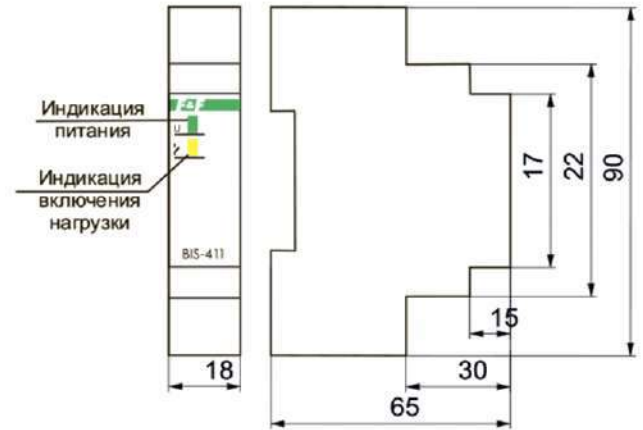 F&F
Индикация
питания
U
Индикация
включения
нагрузки
BIS-411
18
17
22
90
15
30
65